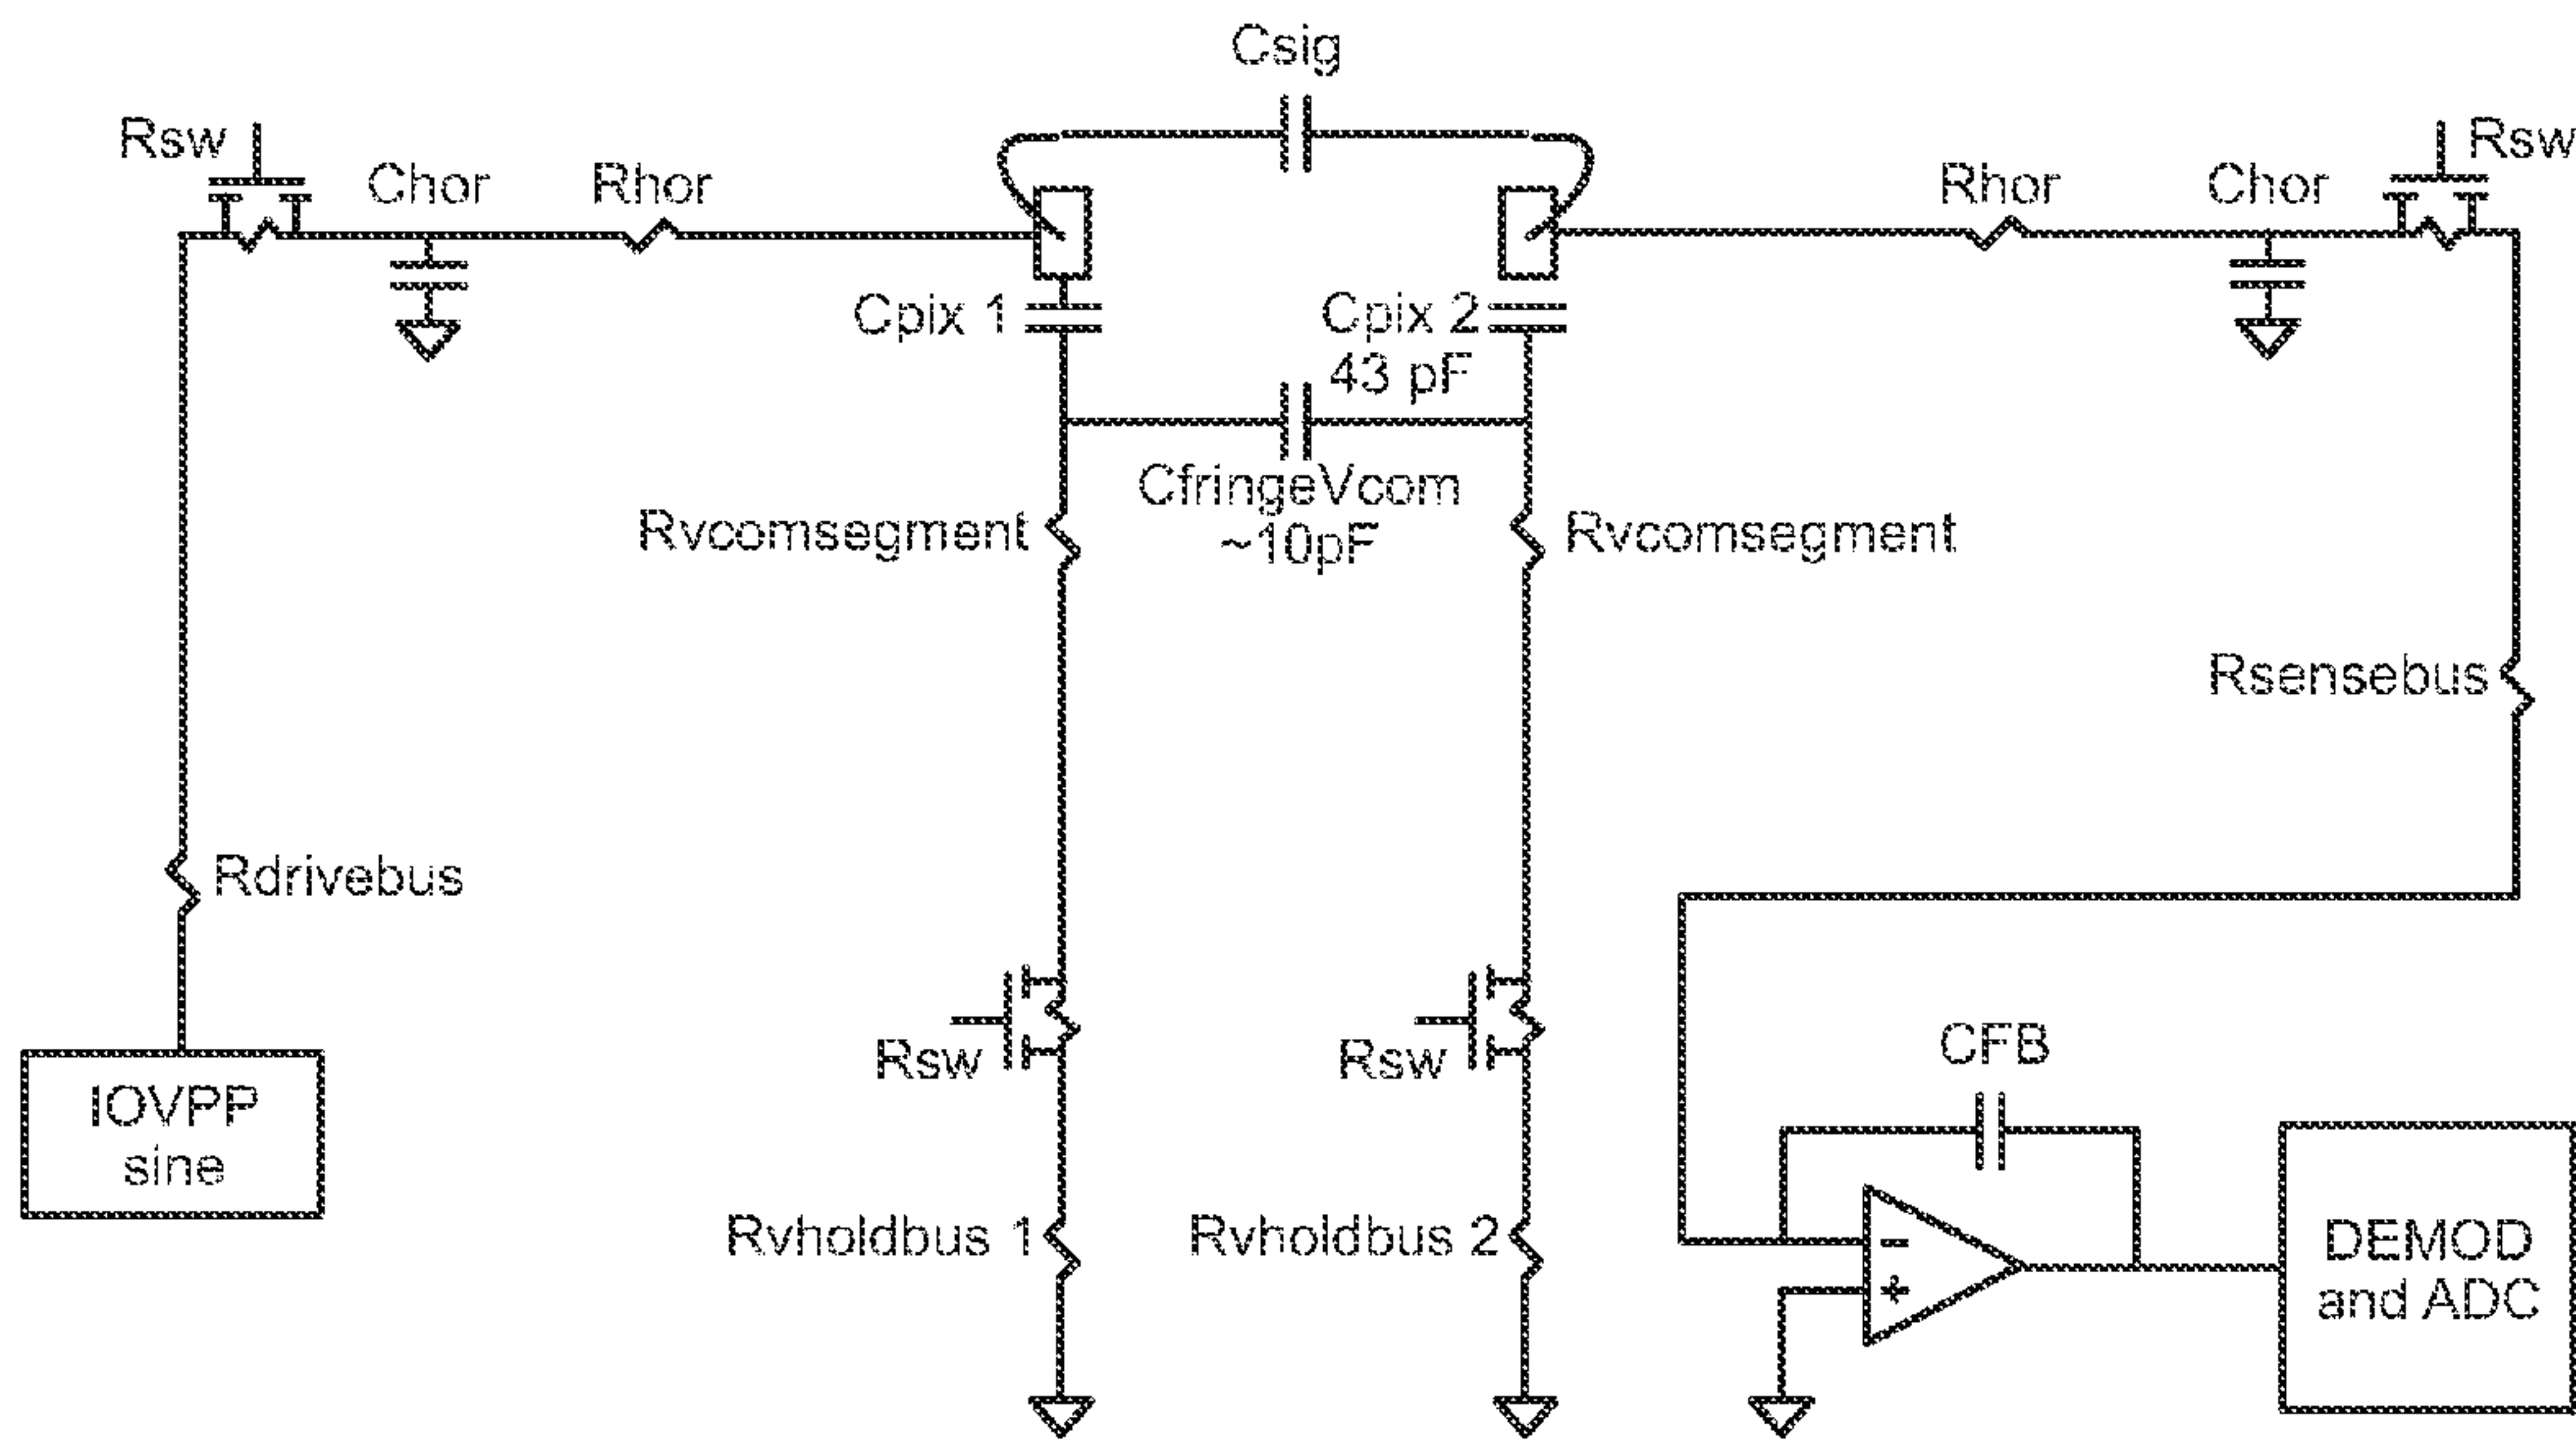 Csig
Rsw
Chor
Rhor
Rhor
Chor
Rsw
Cpix 1
Cpix 2
43 pF
CfringeVcom
~10pF
Rvcomsegment
Rvcomsegment
Rsensebus
Rdrivebus
Rsw
Rsw
IOVPP
sine
CFB
Rvholdbus 1
Rvholdbus 2
-
+
DEMOD
and ADC